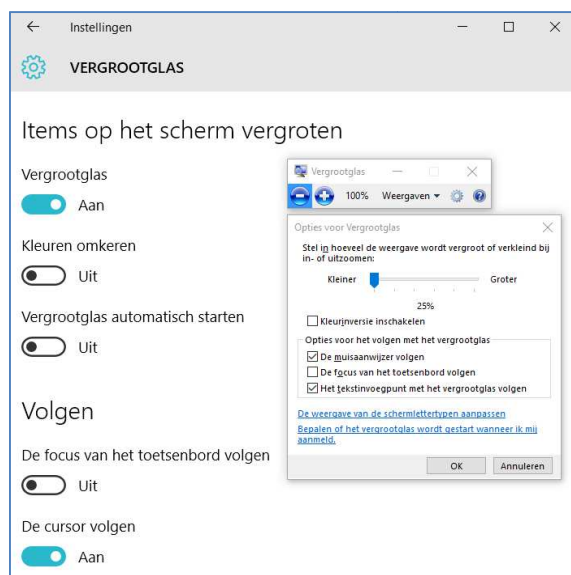 Instellingen
VERGROOTGLAS
Items op het scherm vergroten
Vergrootglas
Aan
Kleuren omkeren
Uit
Vergrootglas automatisch starten
Uit
Volgen
De focus van het toetsenbord volgen
Uit
De cursor volgen
Aan
Vergrootglas
100% Weergaven
Opties voor Vergrootglas
Stel in hoeveel de weergave wordt vergroot of verkleind bij
in- of uitzoomen:
Kleiner Groter
25%
Kleurinversie inschakelen
Opties voor het volgen met het vergrootglas
De muisaanwijzer volgen
De focus van het toetsenbord volgen
Het tekstinvoegpunt met het vergrootglas volgen
De weergave van de schermlettertypen aanpassen
Bepalen of het vergrootglas wordt gestart wanneer ik mij
aanmeld.
OK Annuleren